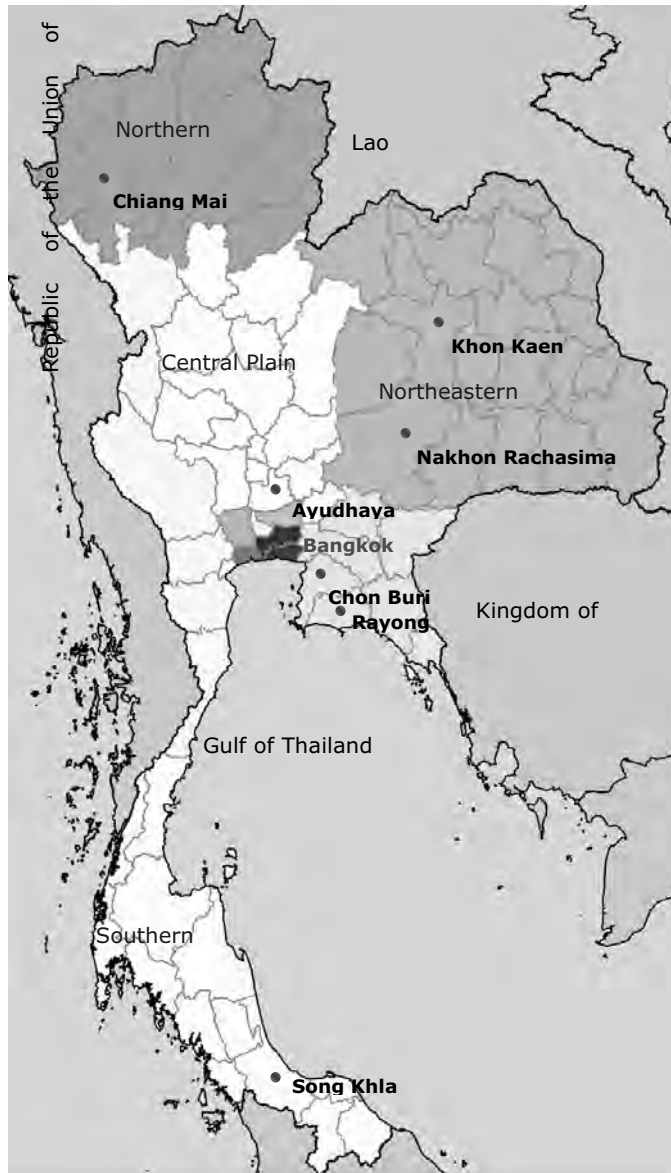 Republic of the Union of
Northern
Lao
Chiang Mai
Khon Kaen
Central Plain
Northeastern
Nakhon Rachasima
Ayudhaya
Bangkok
Chon Buri
Kingdom of
Rayong
Gulf of Thailand
Southern
Song Khla